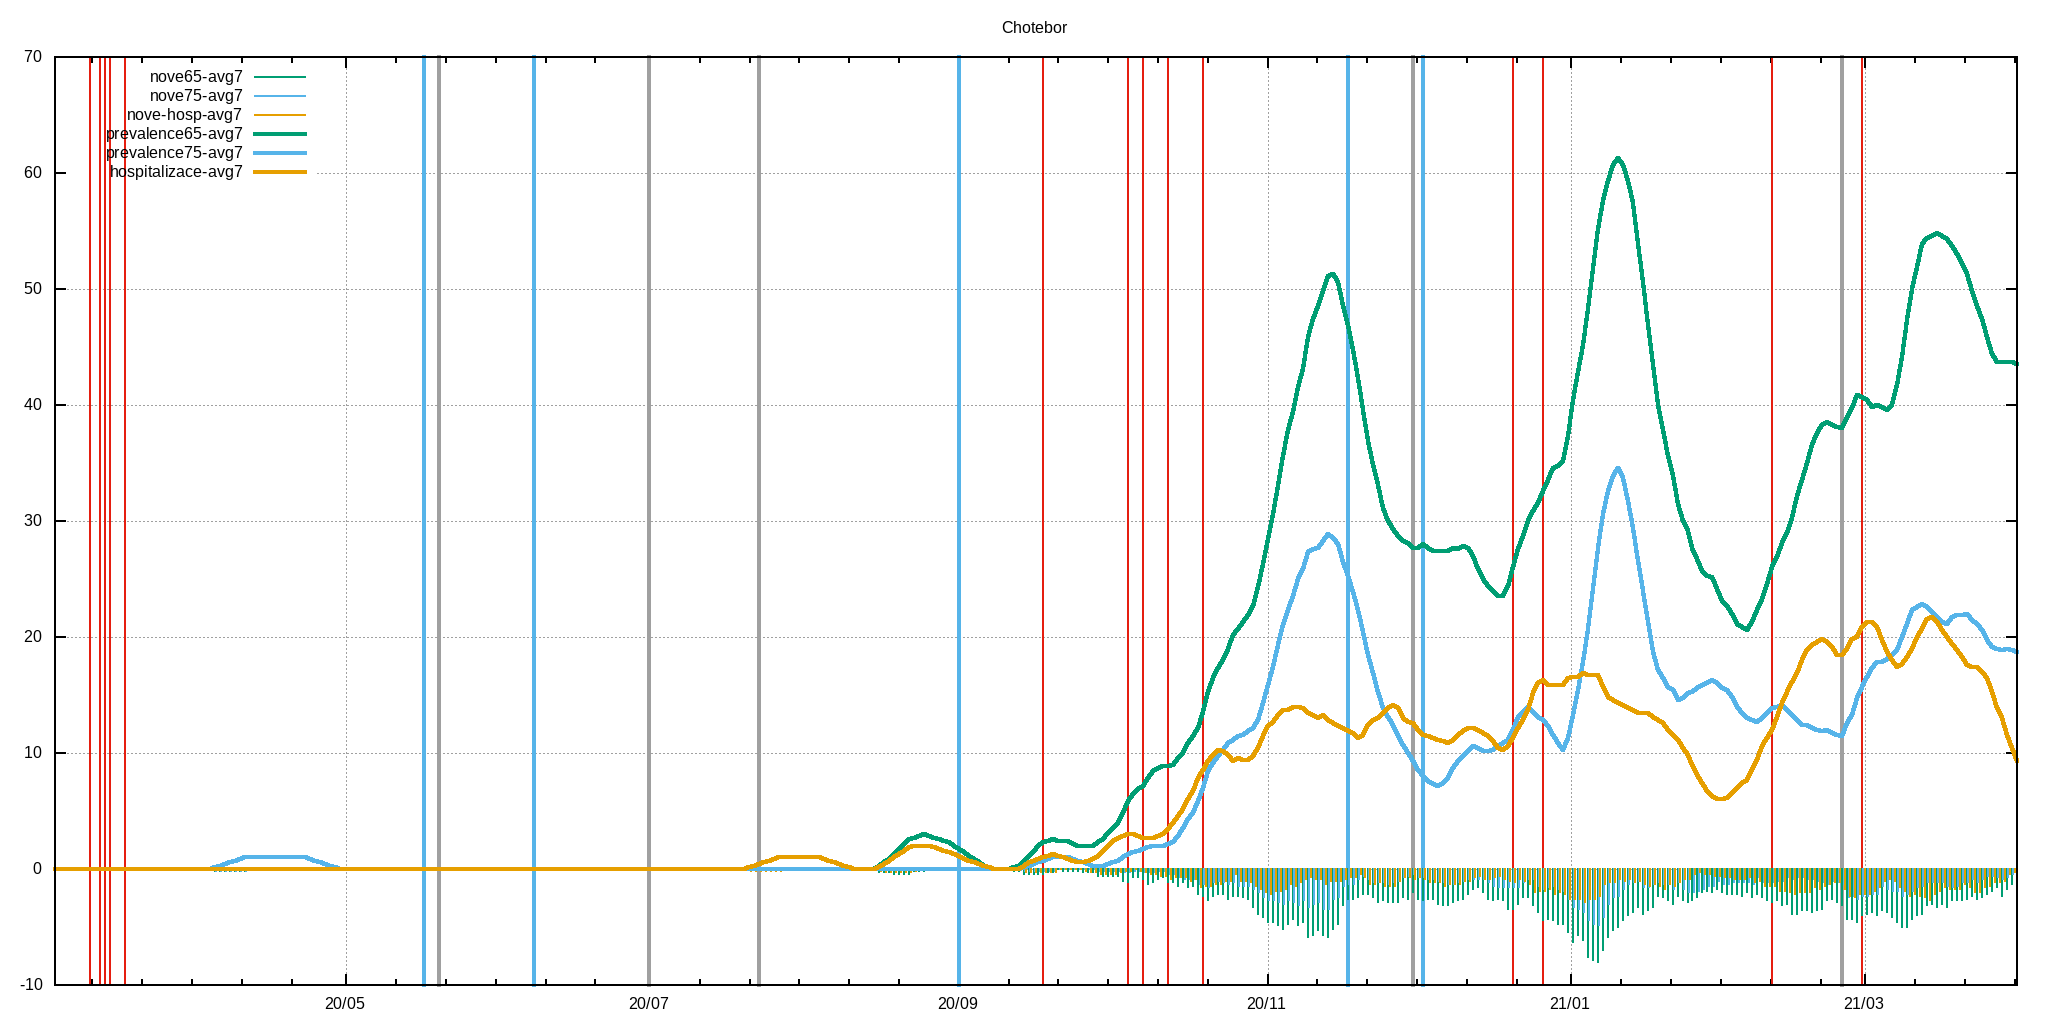 Chotebor
70
nove65-avg7
nove75-avg7
nove-hosp-avg7
prevalence65-avg7
prevalence75-avg7
hospitalizace-avg7
60
50
40
30
20
10
0
-10
20/05 20/07 20/09 20/11 21/01 21/03